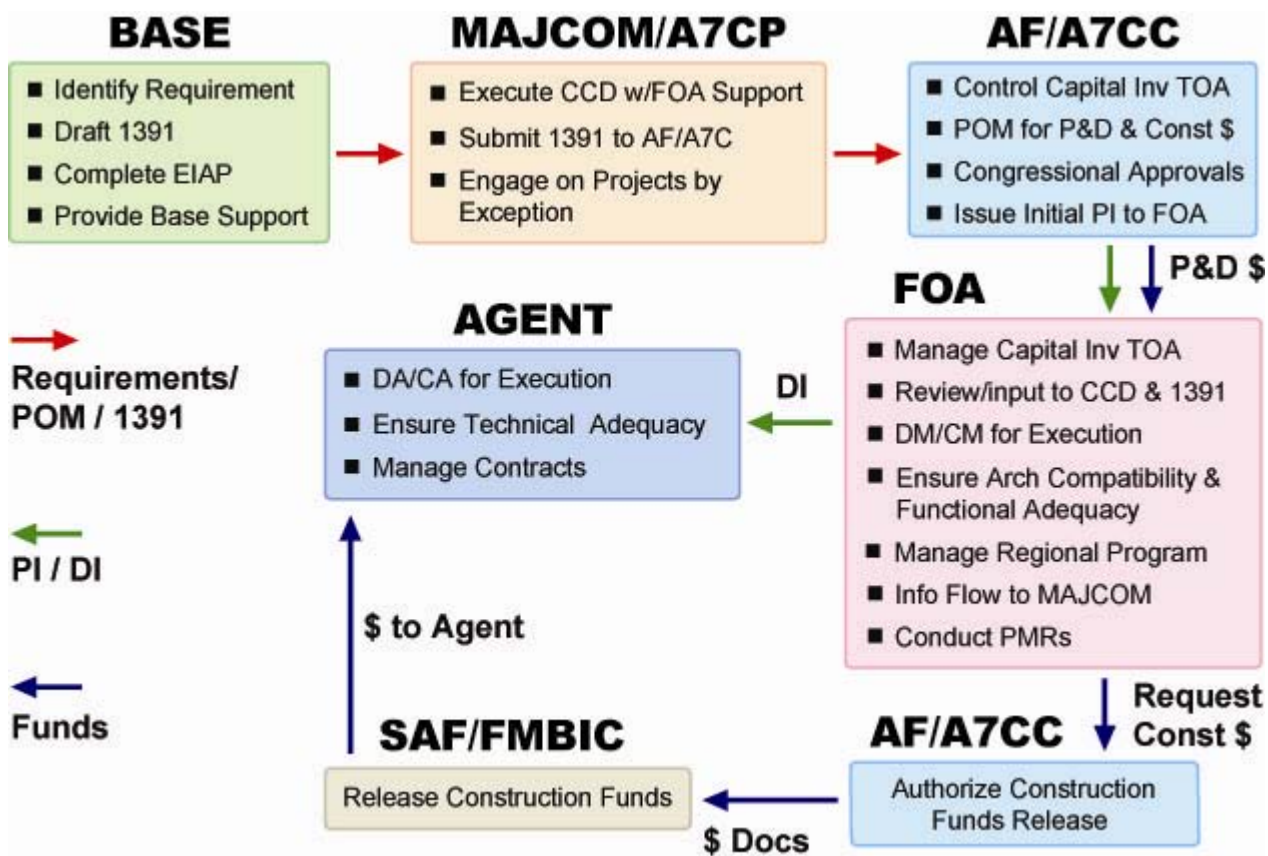 BASE
■ Identify Requirement
■ Draft 1391
■ Complete EIAP
■ Provide Base Support
MAJCOM/A7CP
■ Execute CCD w/FOA Support
■ Submit 1391 to AF/A7C
■ Engage on Projects by
Exception
AF/A7CC
■ Control Capital Inv TOA
■ POM for P&D & Const $
■ Congressional Approvals
■ Issue Initial PI to FOA
P&D $
FOA
■ Manage Capital Inv TOA
■ Review/input to CCD & 1391
■ DM/CM for Execution
■ Ensure Arch Compatibility &
Functional Adequacy
■ Manage Regional Program
■ Info Flow to MAJCOM
■ Conduct PMRs
DI
AGENT
■ DA/CA for Execution
■ Ensure Technical Adequacy
■ Manage Contracts
Requirements/
POM / 1391
PI / DI
Funds
$ to Agent
Request
Const $
AF/A7CC
Authorize Construction
Funds Release
$ Docs
SAF/FMBIC
Release Construction Funds